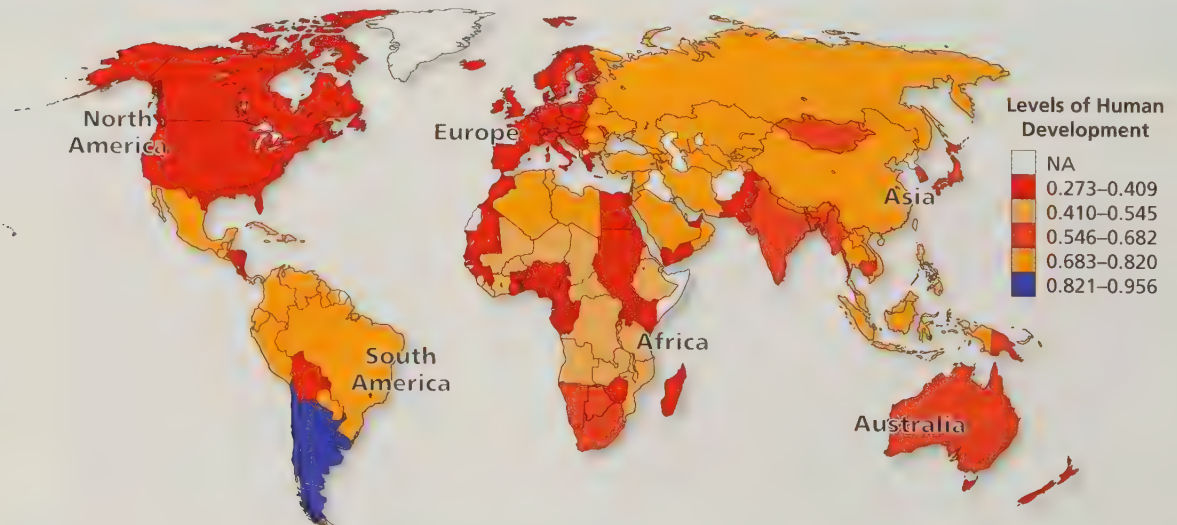 North
America
Europe
Asia
South
America
Africa
Australia
Levels of Human
Development
NA
0.273–0.409
0.410–0.545
0.546–0.682
0.683–0.820
0.821–0.956